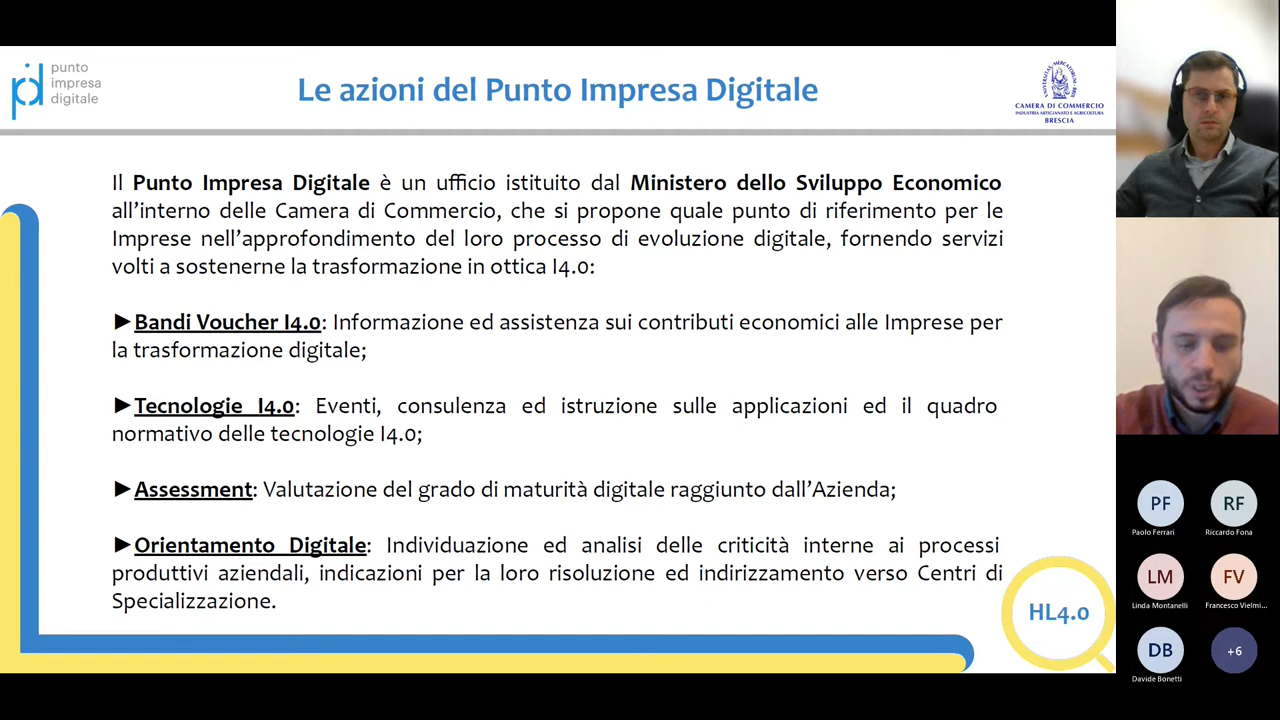 punto
impresa
digitale
Le azioni del Punto Impresa Digitale
CAMERA DI COMMERCIO
INDUSTRIA ARTIGIANATO E AGRICOLTURA
BRESCIA
Il Punto Impresa Digitale è un ufficio istituito dal Ministero dello Sviluppo Economico
all’interno delle Camera di Commercio, che si propone quale punto di riferimento per le
Imprese nell’approfondimento del loro processo di evoluzione digitale, fornendo servizi
volti a sostenerne la trasformazione in ottica I4.0:
►Bandi Voucher I4.0: Informazione ed assistenza sui contributi economici alle Imprese per
la trasformazione digitale;
►Tecnologie I4.0: Eventi, consulenza ed istruzione sulle applicazioni ed il quadro
normativo delle tecnologie I4.0;
►Assessment: Valutazione del grado di maturità digitale raggiunto dall’Azienda;
►Orientamento Digitale: Individuazione ed analisi delle criticità interne ai processi
produttivi aziendali, indicazioni per la loro risoluzione ed indirizzamento verso Centri di
Specializzazione.
HL4.0
PF RF
Paolo Ferrari Riccardo Fona
LM FV
Linda Montanelli Francesco Vielmi...
DB +6
Davide Bonetti